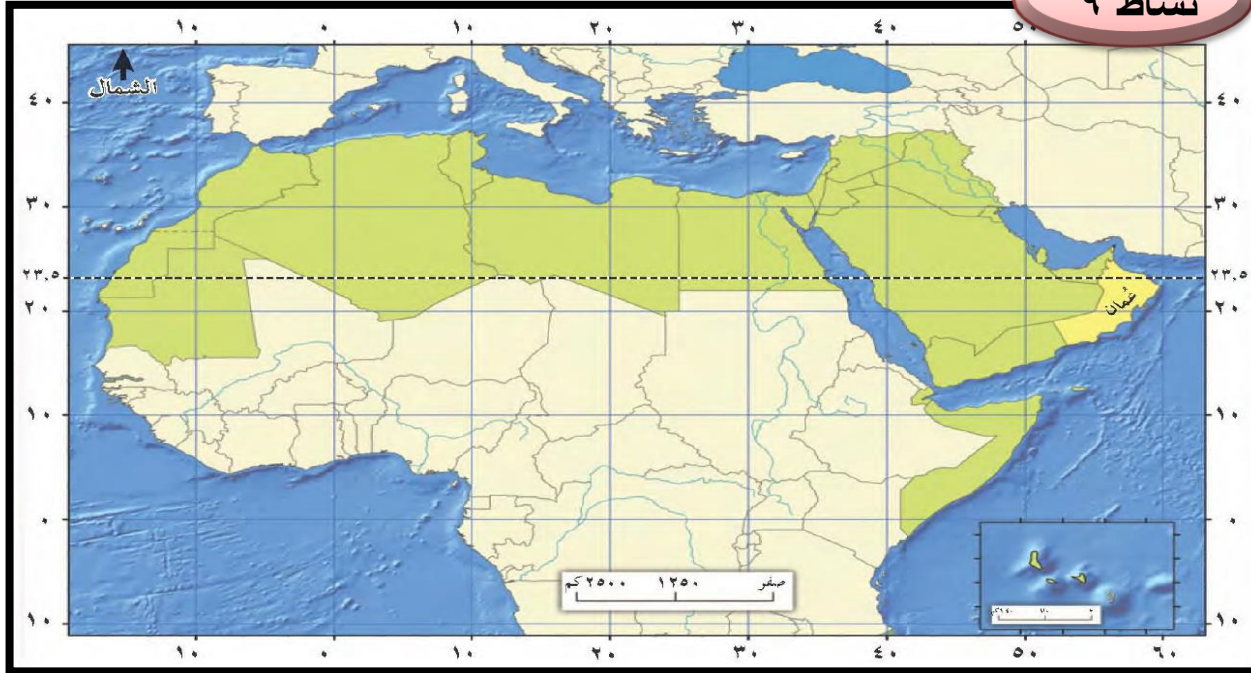 نشاط ٩
١٠ ٠ ١٠ ٢٠ ٣٠ ٤٠ ٥٠
الشمال
٤٠ ٤٠
٣٠ ٣٠
٢٣,٥ ٢٣,٥
٢٠ ٢٠
عُمان
١٠ ١٠
٠ ٠
صفر ١٢٥٠ ٢٥٠٠ كم
١٠ ١٠
١٠ ٠ ١٠ ٢٠ ٣٠ ٤٠ ٥٠ ٦٠